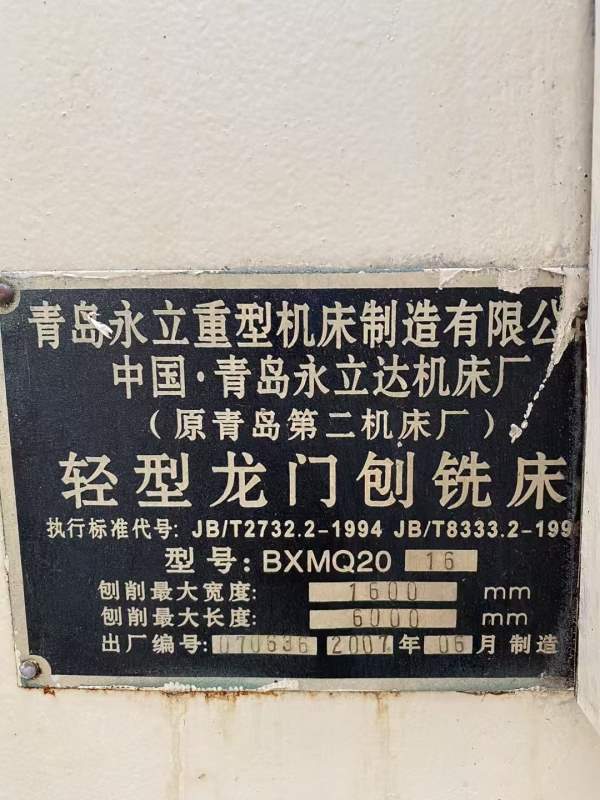 青岛永立重型机床制造有限公
中国·青岛永立达机床厂
(原青岛第二机床厂)
轻型龙门刨铣床
执行标准代号: JB/T2732.2-1994 JB/T8333.2-199
型号: BXMQ20 16
刨削最大宽度: 1600 mm
刨削最大长度: 6000 mm
出厂编号: 070636 2007年06月制造